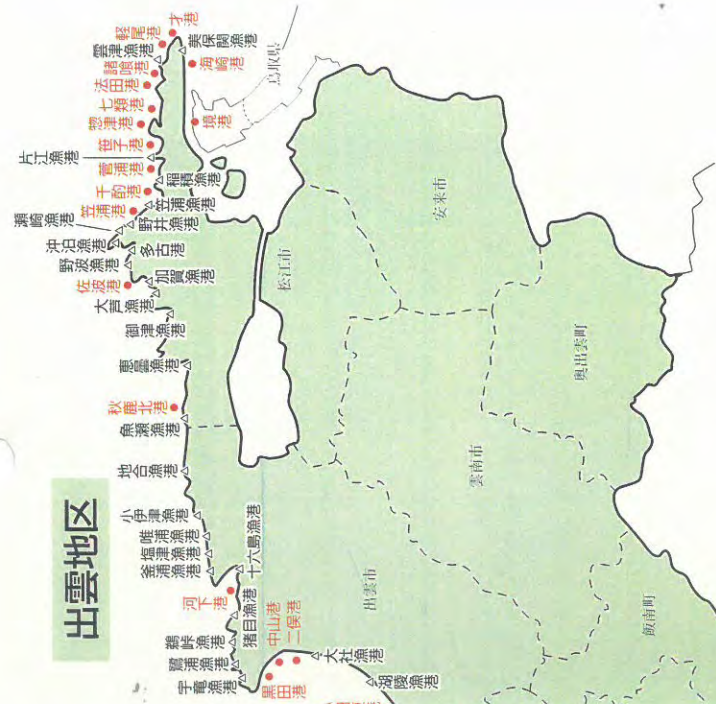 出雲地区
才港
軽尾港
美保関漁港
雲津漁港
海崎港
諸喰港
法田港
七類港
惣津港
境港
鳥取県
笹子港
片江漁港
菅浦港
稲積漁港
千酌港
笠浦漁港
笠浦港
野井漁港
瀬崎漁港
沖泊漁港
多古港
野波漁港
加賀漁港
佐波港
大芦漁港
御津漁港
恵曇漁港
秋鹿北港
魚瀬漁港
地合漁港
小伊津漁港
唯浦漁港
塩津漁港
釜浦漁港
十六島漁港
河下港
猪目漁港
鵜峠漁港
鷺浦漁港
宇竜漁港
中山港
二俣港
黒田港
大社漁港
湖陵漁港
松江市
安来市
奥出雲町
雲南市
出雲市
飯南町